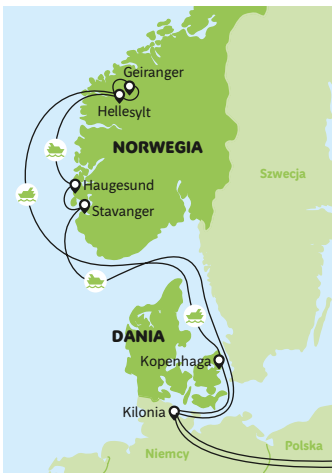 Geiranger
Hellesylt
NORWEGIA
Szwecja
Haugesund
Stavanger
DANIA
Kopenhaga
Kilonia
Niemcy
Polska